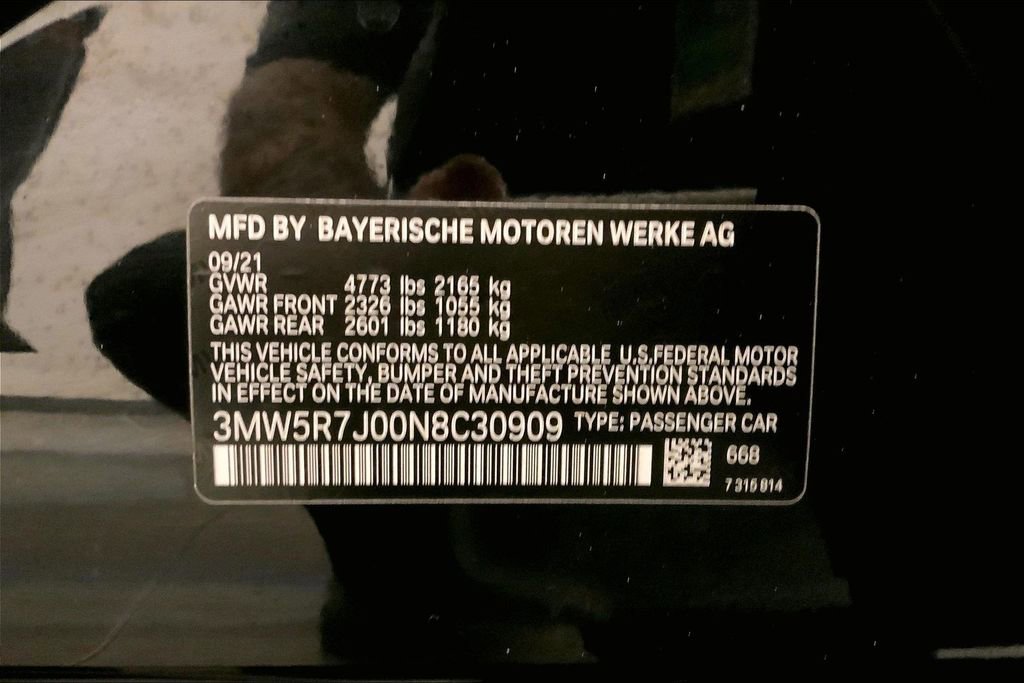 MFD BY BAYERISCHE MOTOREN WERKE AG
09/21
GVWR 4773 lbs 2165 kg
GAWR FRONT 2326 lbs 1055 kg
GAWR REAR 2601 lbs 1180 kg
THIS VEHICLE CONFORMS TO ALL APPLICABLE U.S.FEDERAL MOTOR
VEHICLE SAFETY, BUMPER AND THEFT PREVENTION STANDARDS
IN EFFECT ON THE DATE OF MANUFACTURE SHOWN ABOVE.
3MW5R7J00N8C30909 TYPE: PASSENGER CAR
668
7 315 914